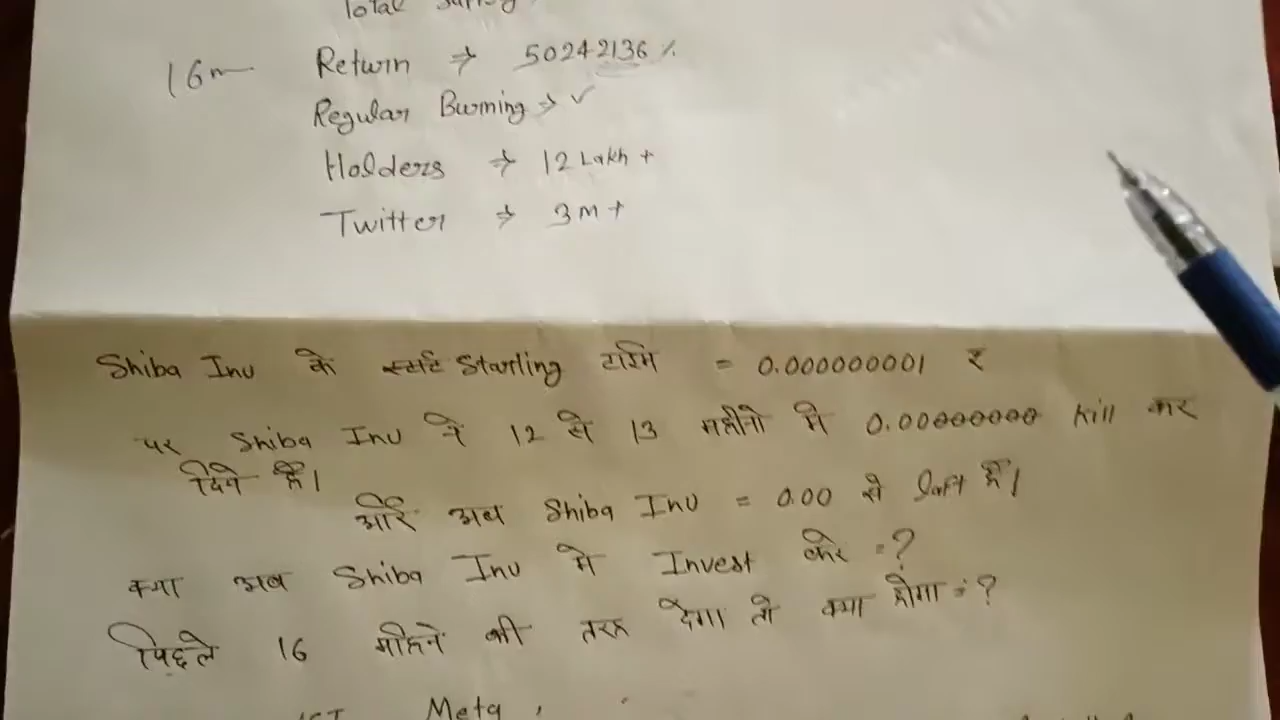 Total Supply
16m Return ⇒ 50242136 %
Regular Burning ⇒ ✓
Holders ⇒ 12 Lakh +
Twitter ⇒ 3M +
Shiba Inu के स्टार्ट Starting टाइम = 0.000000001 ₹
पर Shiba Inu ने 12 से 13 महीनो मे 0.00000000 Kill कर
दिये है।
और अब Shiba Inu = 0.00 से left है।
क्या अब Shiba Inu मे Invest करे = ?
पिछले 16 महिने की तरह देगा तो क्या होगा = ?
Meta,